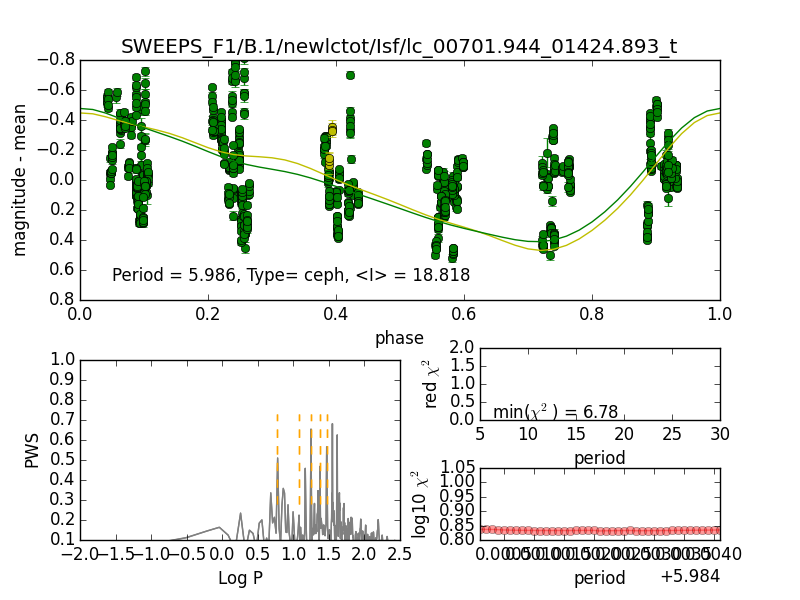 SWEEPS_F1/B.1/newlctot/Isf/lc_00701.944_01424.893_t
magnitude - mean
−0.8
−0.6
−0.4
−0.2
0.0
0.2
0.4
0.6
0.8
Period = 5.986, Type= ceph, <I> = 18.818
0.0 0.2 0.4 0.6 0.8 1.0
phase
PWS
1.0
0.9
0.8
0.7
0.6
0.5
0.4
0.3
0.2
0.1
−2.0 −1.5 −1.0 −0.5 0.0 0.5 1.0 1.5 2.0 2.5
Log P
red χ²
2.0
1.5
1.0
0.5
0.0
min(χ² ) = 6.78
5 10 15 20 25 30
period
log10 χ²
1.05
1.00
0.95
0.90
0.85
0.80
+5.984
period